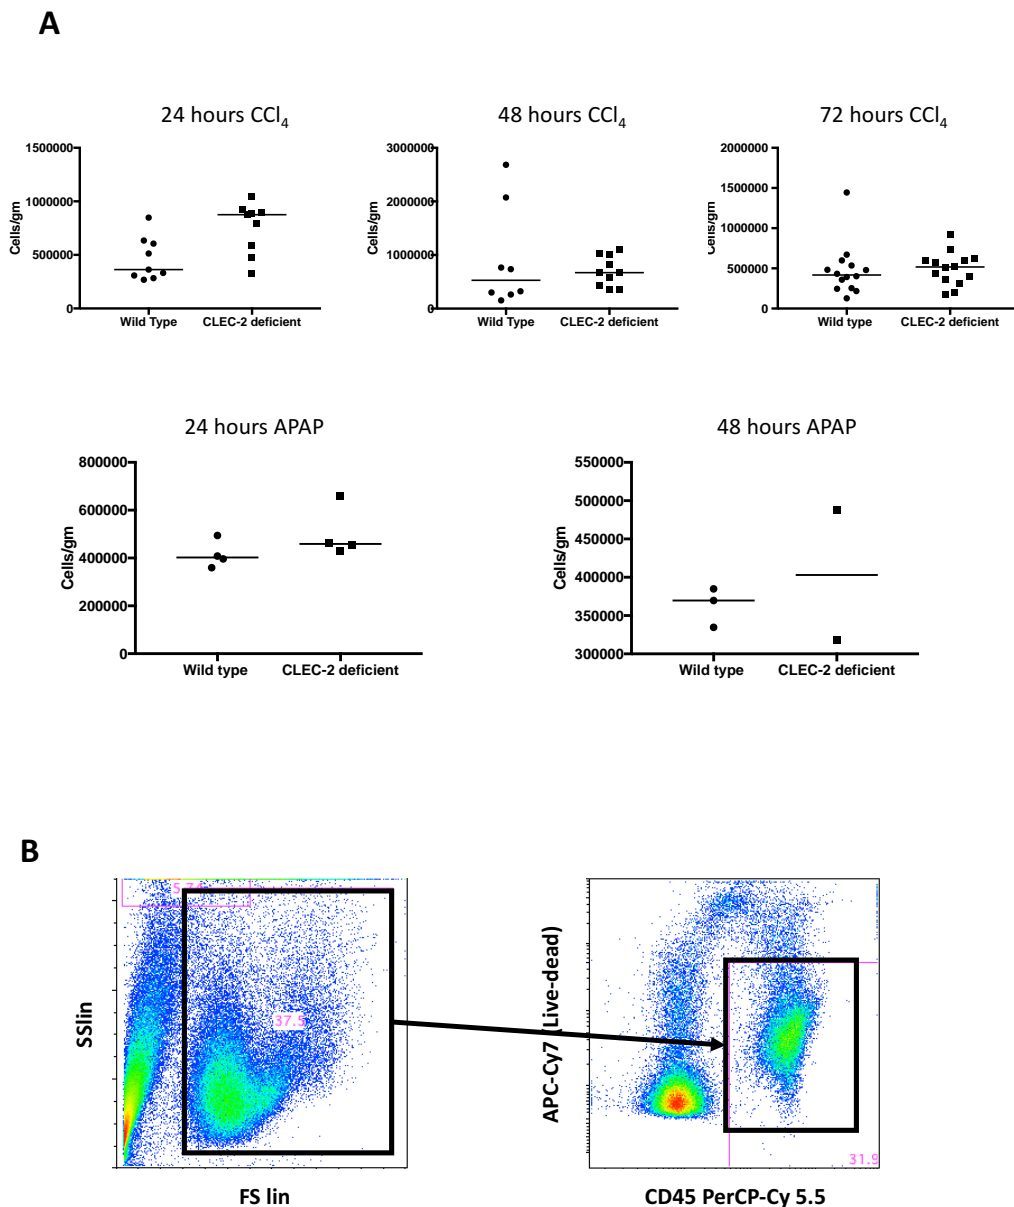 A
24 hours CCl4
48 hours CCl4
72 hours CCl4
1500000
1000000
500000
0
Cells/gm
Wild Type
CLEC-2 deficient
3000000
2000000
1000000
0
Cells/gm
Wild Type
CLEC-2 deficient
2000000
1500000
1000000
500000
0
Cells/gm
Wild type
CLEC-2 deficient
24 hours APAP
48 hours APAP
800000
600000
400000
200000
0
Cells/gm
Wild type
CLEC-2 deficient
550000
500000
450000
400000
350000
300000
Cells/gm
Wild type
CLEC-2 deficient
B
SSlin
37.5
FS lin
APC-Cy7 (Live-dead)
31.9
CD45 PerCP-Cy 5.5